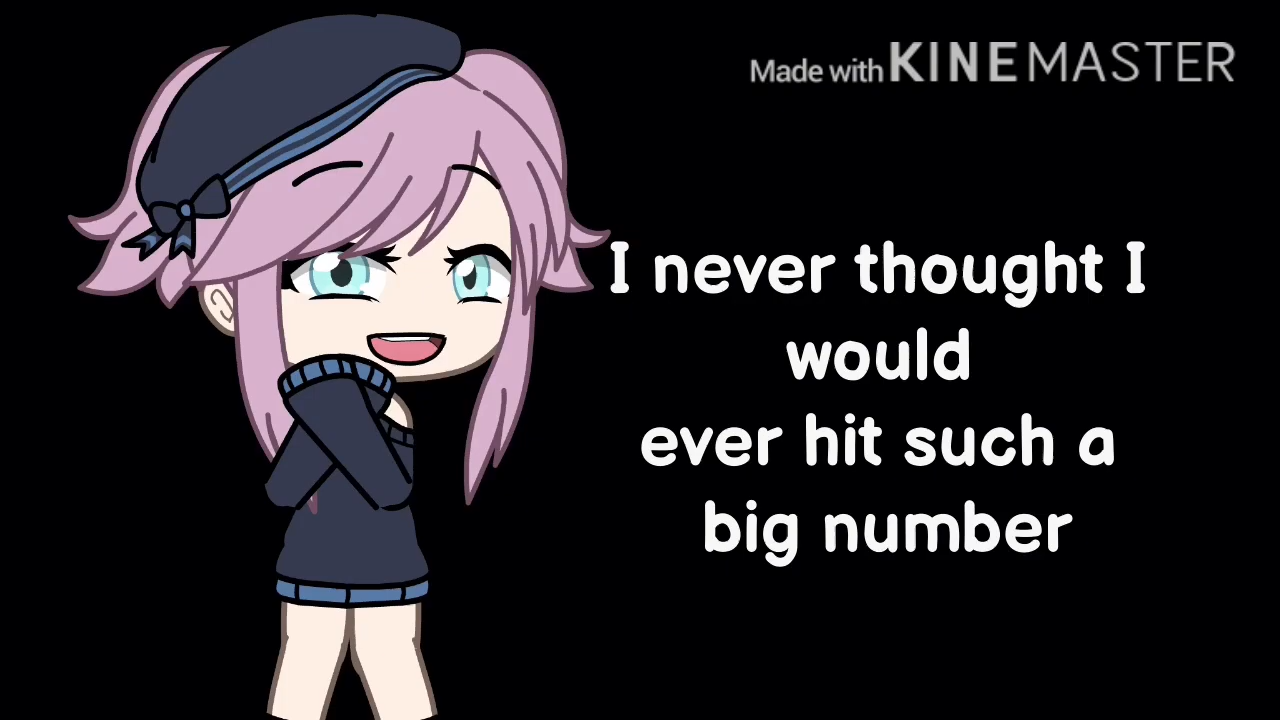 Made with KINEMASTER
I never thought I
would
ever hit such a
big number